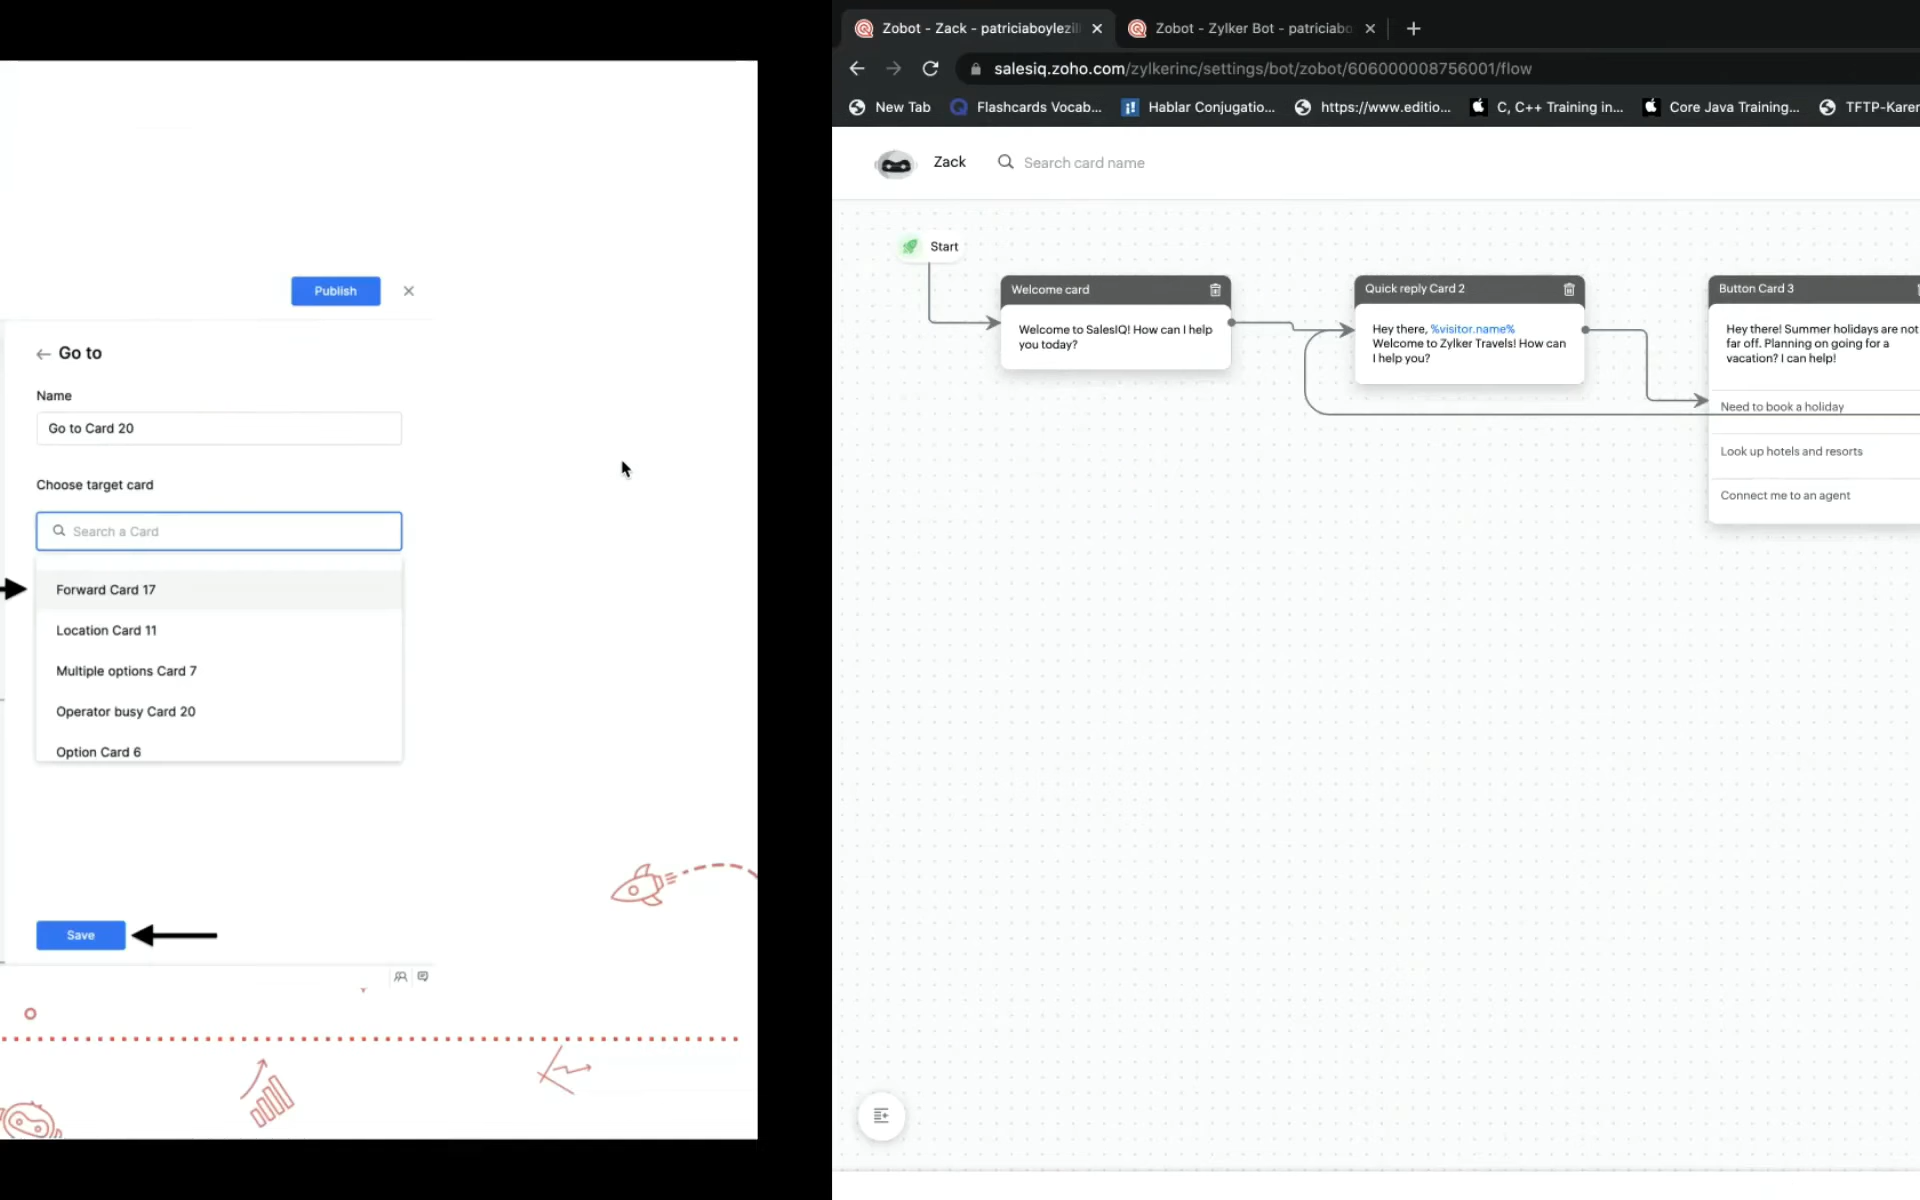 Publish
Go to
Name
Go to Card 20
Choose target card
Search a Card
Forward Card 17
Location Card 11
Multiple options Card 7
Operator busy Card 20
Option Card 6
Save
Zobot - Zack - patriciaboylezil
Zobot - Zylker Bot - patriciabo
salesiq.zoho.com/zylkerinc/settings/bot/zobot/606000008756001/flow
New Tab
Flashcards Vocab...
Hablar Conjugatio...
https://www.editio...
C, C++ Training in...
Core Java Training...
TFTP-Karen
Zack
Search card name
Start
Welcome card
Welcome to SalesIQ! How can I help
you today?
Quick reply Card 2
Hey there, %visitor.name%
Welcome to Zylker Travels! How can
I help you?
Button Card 3
Hey there! Summer holidays are not
far off. Planning on going for a
vacation? I can help!
Need to book a holiday
Look up hotels and resorts
Connect me to an agent